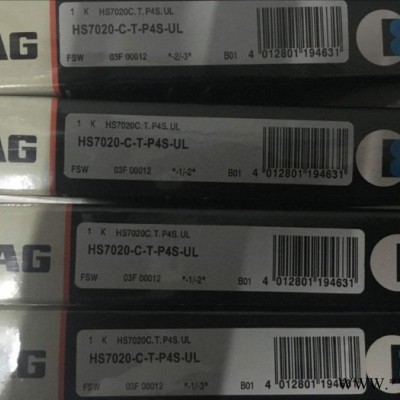 AG
1 K HS7020C.T.P4S.UL
HS7020-C-T-P4S-UL
FSW 03F 00012 *-2/-3* B01 4 012801 194631
AG
1 K HS7020C.T.P4S.UL
HS7020-C-T-P4S-UL
FSW 03F 00012 *-1/-2* B01 4 012801 194631
AG
1 K HS7020C.T.P4S.UL
HS7020-C-T-P4S-UL
FSW 03F 00012 *-1/-2* B01 4 012801 194631
AG
1 K HS7020C.T.P4S.UL
HS7020-C-T-P4S-UL
FSW 03F 00012 *-1/-3* B01 4 012801 194631
www.